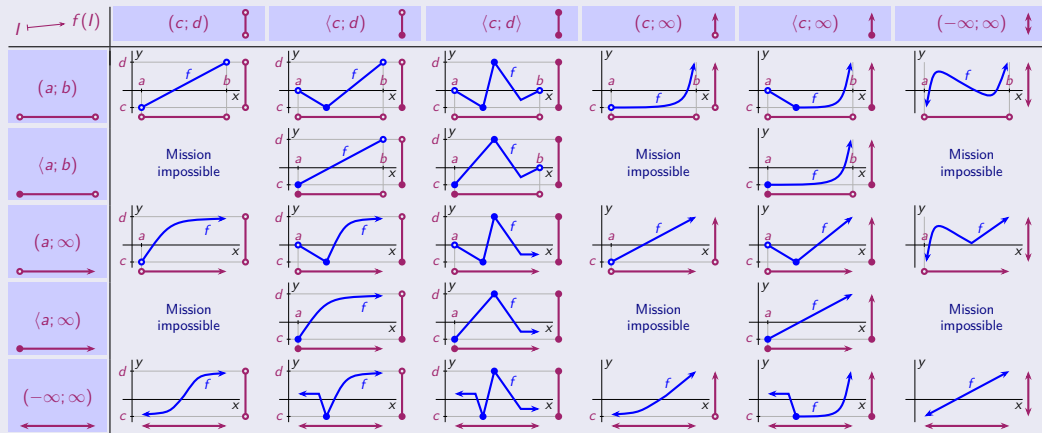 I ↦ f(I) (c; d) ⟨c; d) ⟨c; d⟩ (c; ∞) ⟨c; ∞) (−∞; ∞)
y y y y y y
d d d
a f b a f b a f b a b a b a f b
(a; b)
x x x f x f x x
c c c c c
y y y
d d
Mission a f b a f b Mission a b Mission
⟨a; b)
impossible x x impossible f x impossible
c c c
y y y y y y
d d d
a f a f a f a f a f a f
(a; ∞)
x x x x x x
c c c c c
y y y
d d
Mission a f a f Mission a f Mission
⟨a; ∞)
impossible x x impossible x impossible
c c c
y y y y y y
d d d
f f f f f f
(−∞; ∞)
x x x x x x
c c c c c